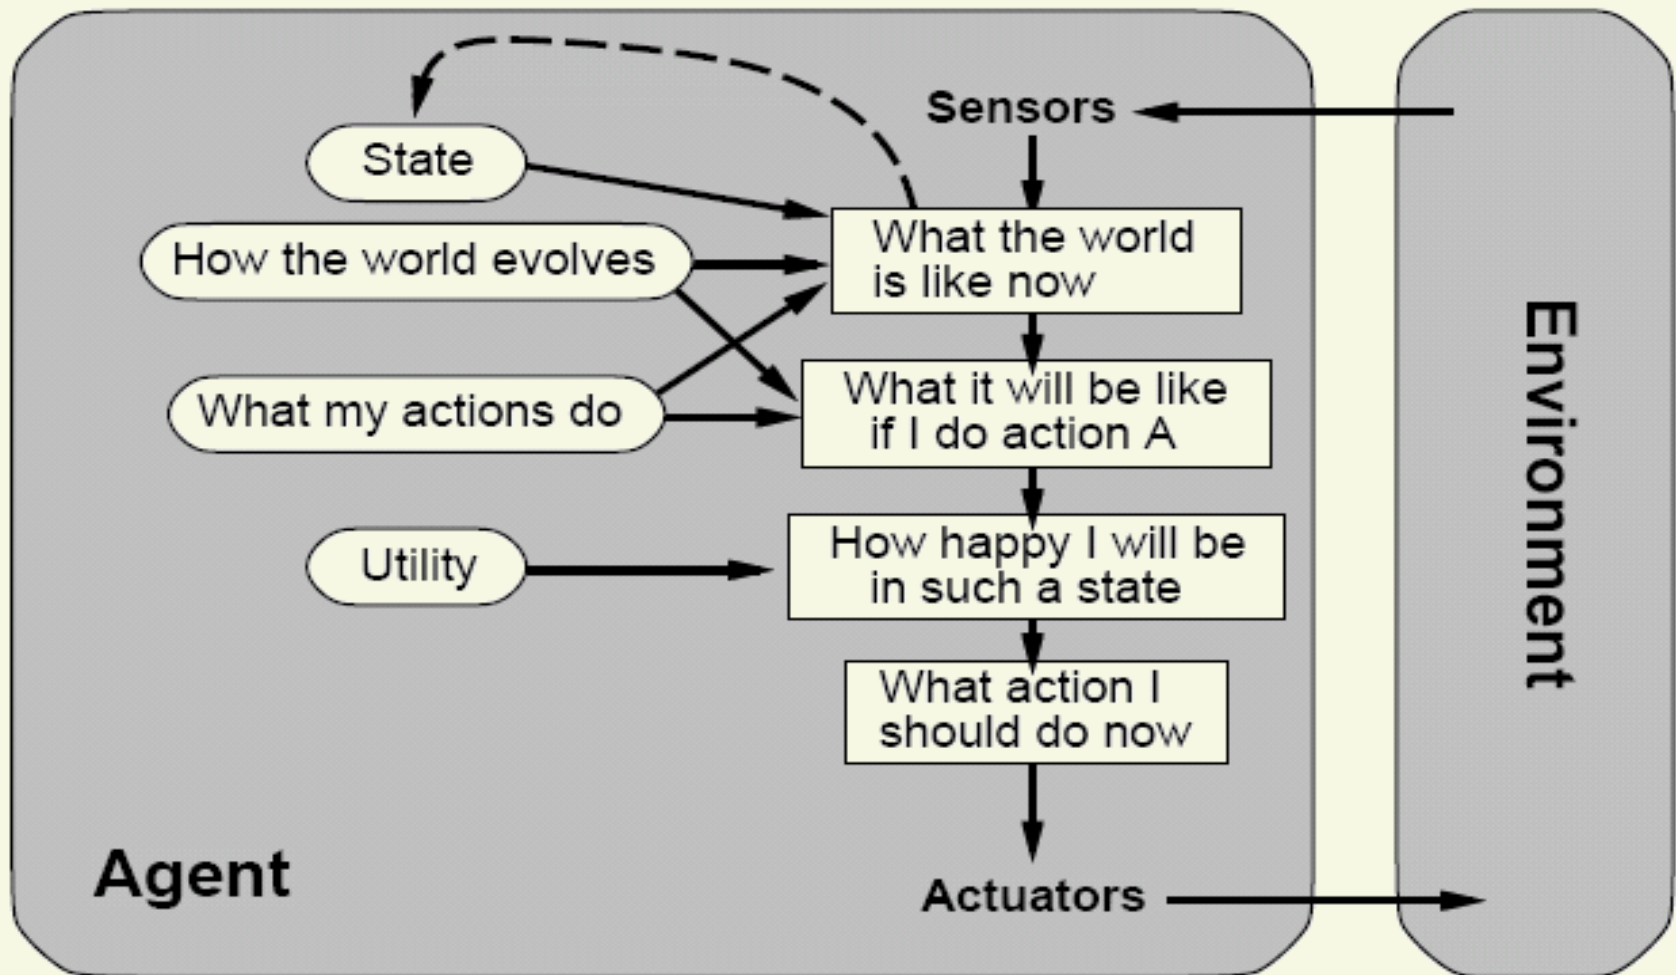 Sensors
State
What the world
is like now
How the world evolves
What it will be like
if I do action A
What my actions do
How happy I will be
in such a state
Utility
What action I
should do now
Agent
Actuators
Environment